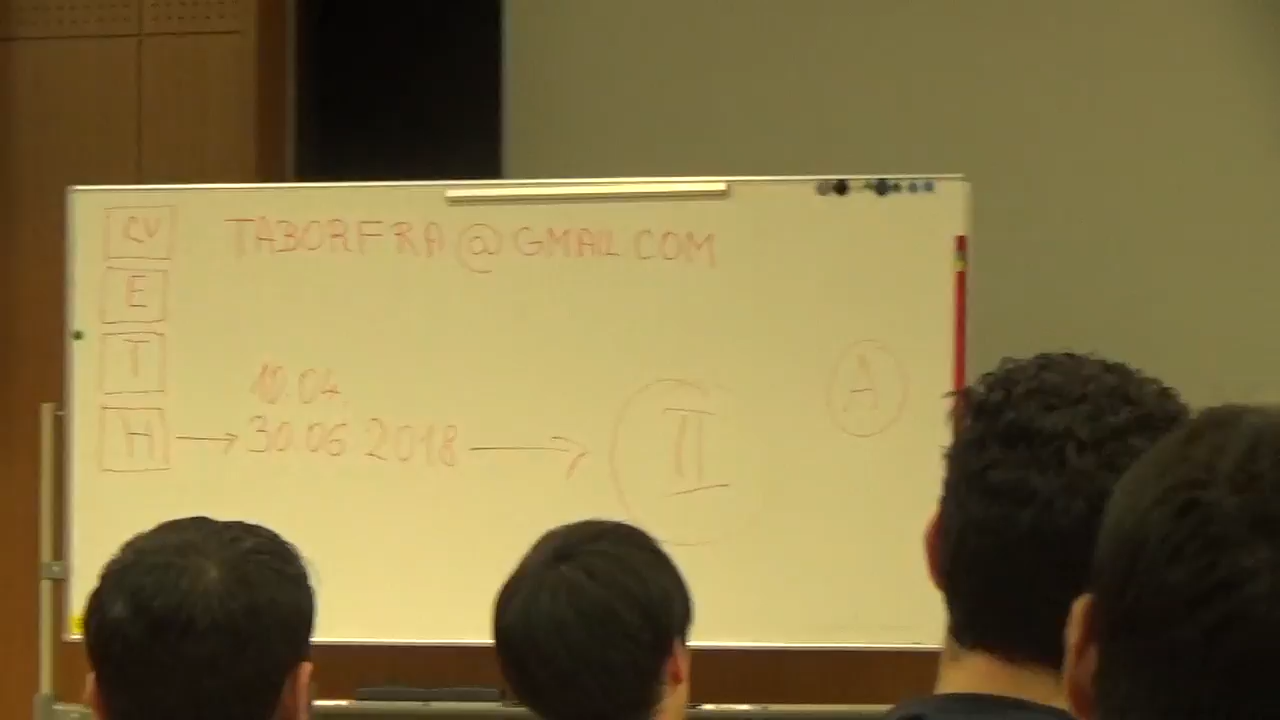 CV TABORFRA@GMAIL.COM
E
T
10.04.
H → 30.06 2018 → II
A